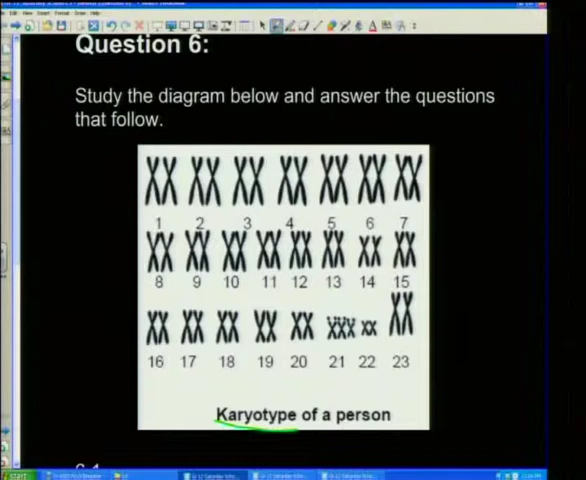 Question 6:
Study the diagram below and answer the questions
that follow.
1 2 3 4 5 6 7
8 9 10 11 12 13 14 15
16 17 18 19 20 21 22 23
Karyotype of a person
start